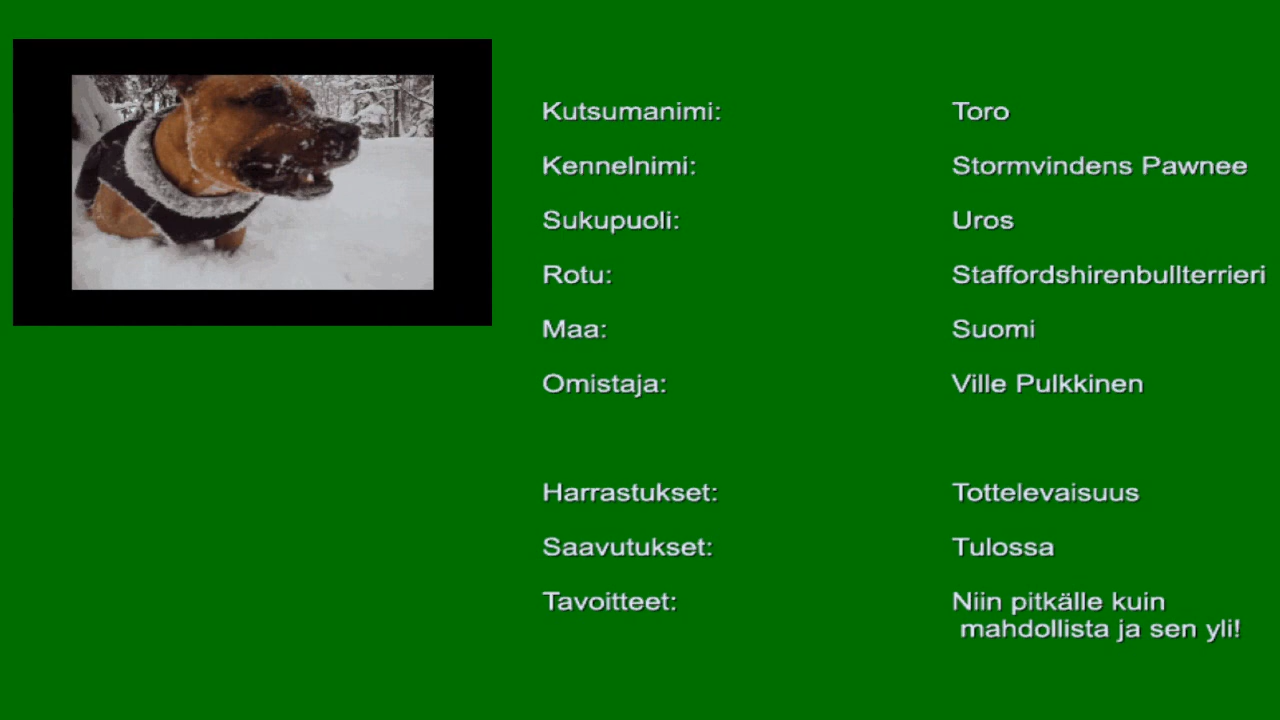 Kutsumanimi: Toro
Kennelnimi: Stormvindens Pawnee
Sukupuoli: Uros
Rotu: Staffordshirenbullterrieri
Maa: Suomi
Omistaja: Ville Pulkkinen
Harrastukset: Tottelevaisuus
Saavutukset: Tulossa
Tavoitteet: Niin pitkälle kuin
mahdollista ja sen yli!